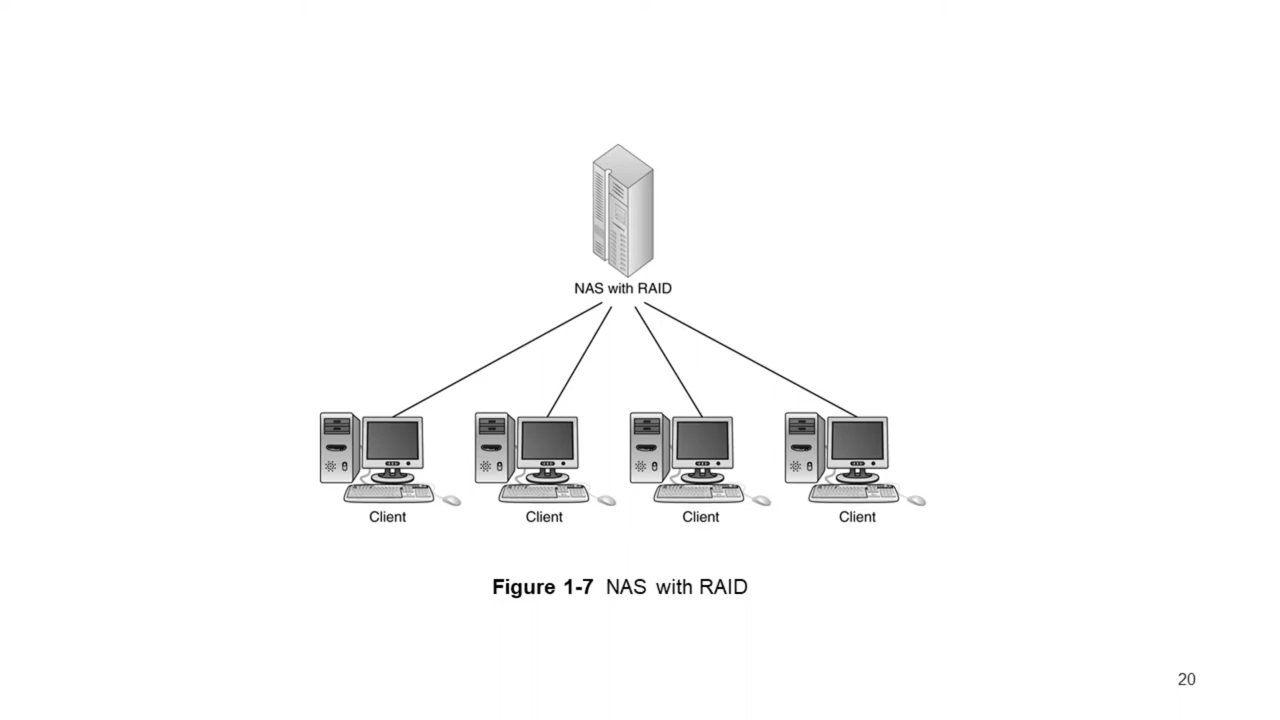 NAS with RAID
Client Client Client Client
Figure 1-7 NAS with RAID
20